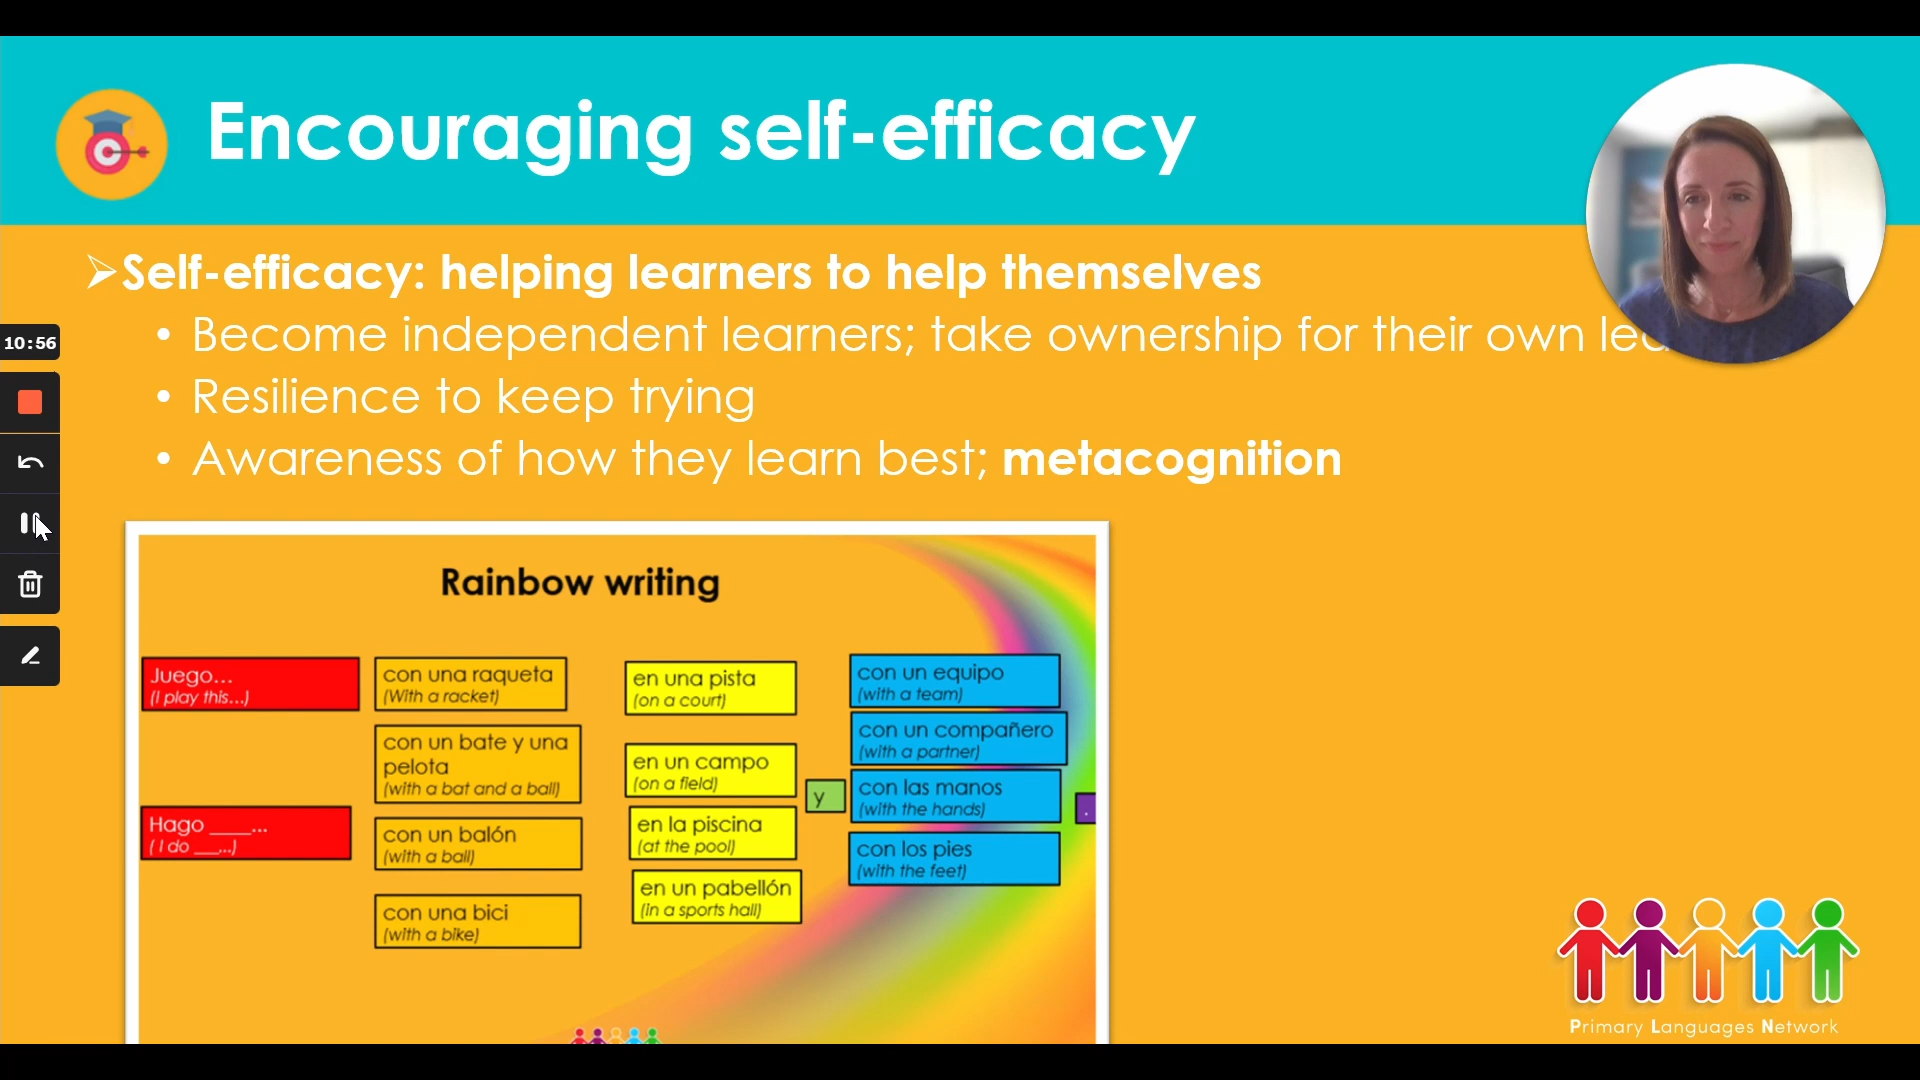 Encouraging self-efficacy
Self-efficacy: helping learners to help themselves
• Become independent learners; take ownership for their own
• Resilience to keep trying
• Awareness of how they learn best; metacognition
10:56
Rainbow writing
Juego...
(I play this...)
Hago ____...
( I do ___...)
con una raqueta
(With a racket)
con un bate y una
pelota
(with a bat and a ball)
con un balón
(with a ball)
con una bici
(with a bike)
en una pista
(on a court)
en un campo
(on a field)
en la piscina
(at the pool)
en un pabellón
(in a sports hall)
y
con un equipo
(with a team)
con un compañero
(with a partner)
con las manos
(with the hands)
con los pies
(with the feet)
.
Primary Languages Network